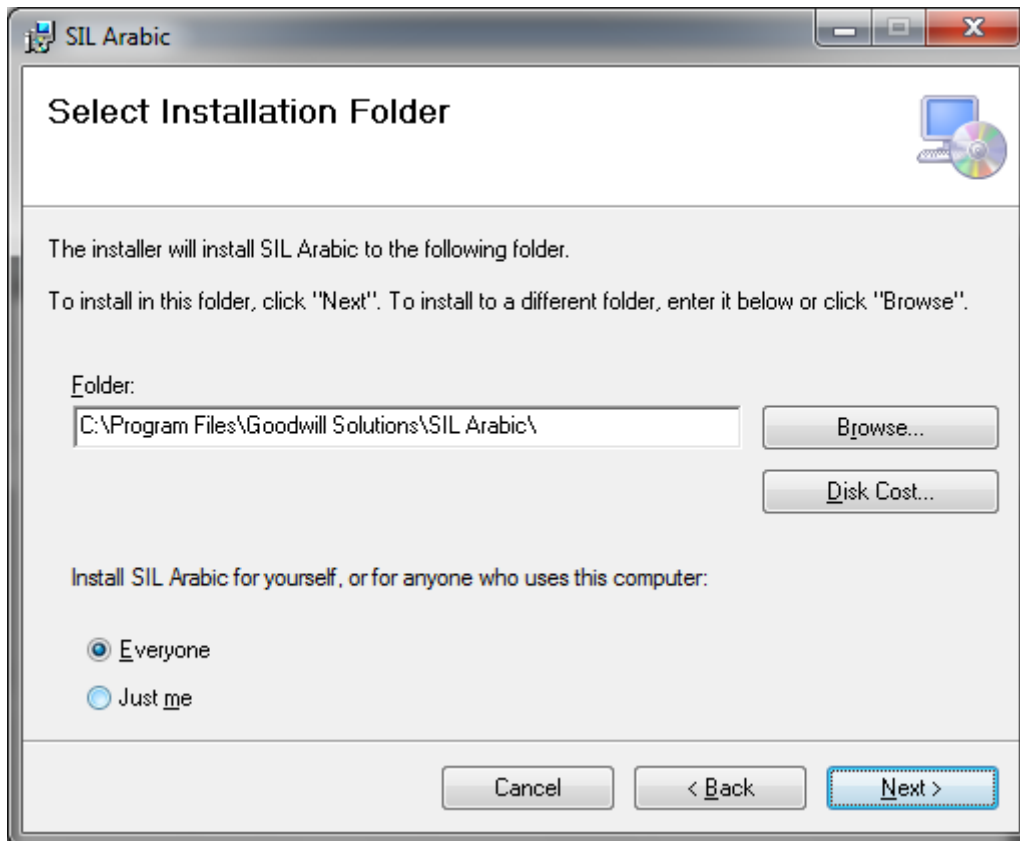 SIL Arabic
Select Installation Folder
The installer will install SIL Arabic to the following folder.
To install in this folder, click "Next". To install to a different folder, enter it below or click "Browse".
Folder:
C:\Program Files\Goodwill Solutions\SIL Arabic\
Browse...
Disk Cost...
Install SIL Arabic for yourself, or for anyone who uses this computer:
Everyone
Just me
Cancel
< Back
Next >